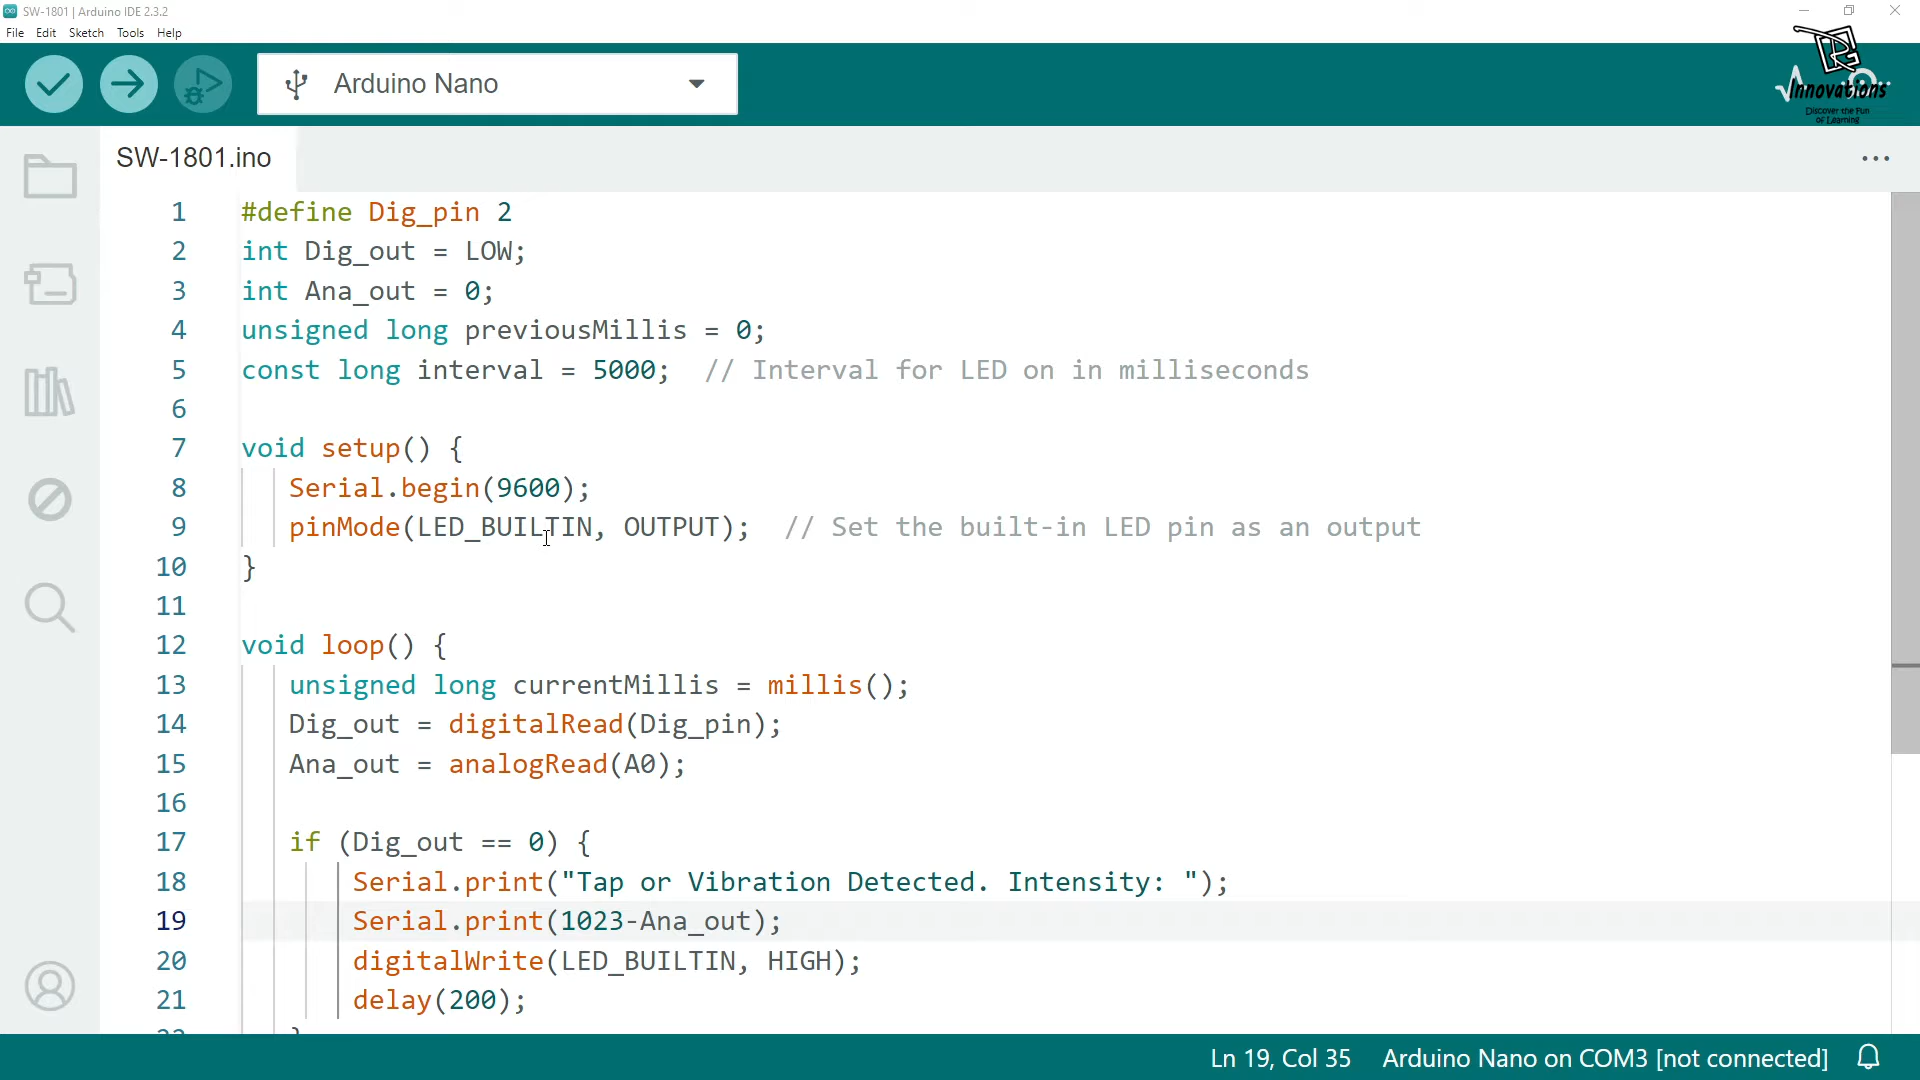 SW-1801 | Arduino IDE 2.3.2
File Edit Sketch Tools Help
Arduino Nano
Innovations
Discover the Fun
of Learning
SW-1801.ino
1 #define Dig_pin 2
2 int Dig_out = LOW;
3 int Ana_out = 0;
4 unsigned long previousMillis = 0;
5 const long interval = 5000;  // Interval for LED on in milliseconds
6
7 void setup() {
8 Serial.begin(9600);
9 pinMode(LED_BUILTIN, OUTPUT);  // Set the built-in LED pin as an output
10 }
11
12 void loop() {
13 unsigned long currentMillis = millis();
14 Dig_out = digitalRead(Dig_pin);
15 Ana_out = analogRead(A0);
16
17 if (Dig_out == 0) {
18 Serial.print("Tap or Vibration Detected. Intensity: ");
19 Serial.print(1023-Ana_out);
20 digitalWrite(LED_BUILTIN, HIGH);
21 delay(200);
Ln 19, Col 35 Arduino Nano on COM3 [not connected]